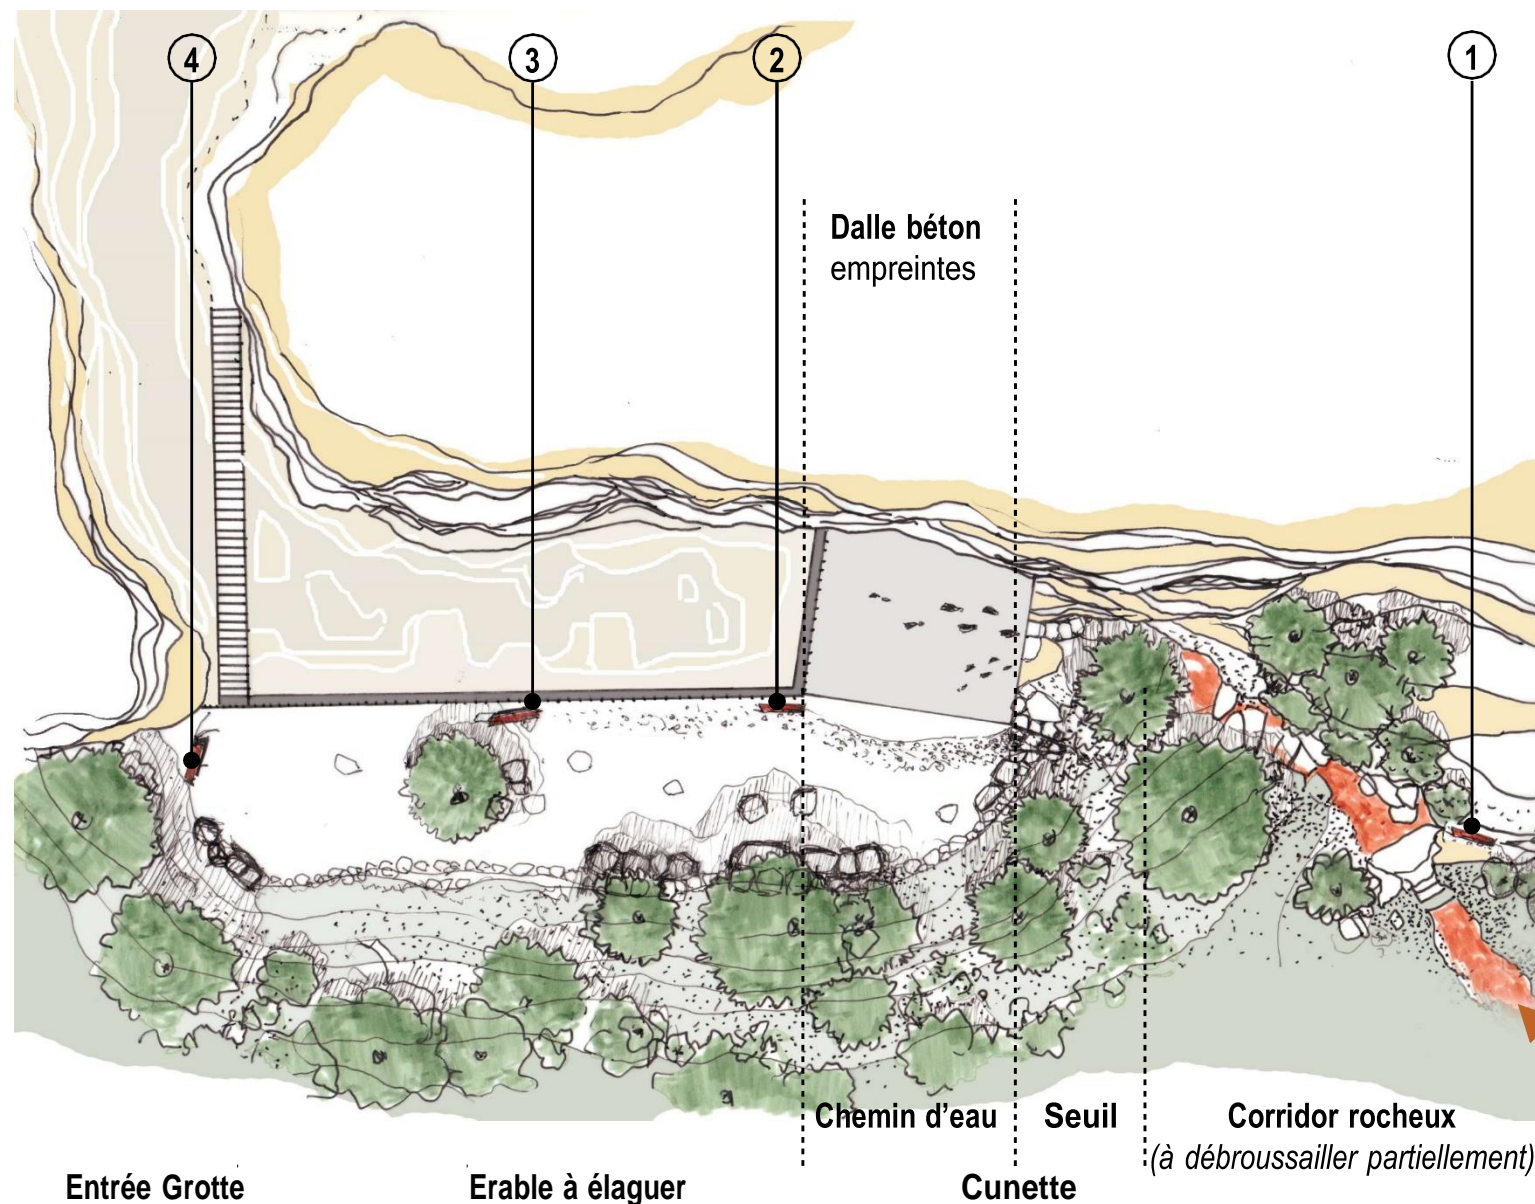 4
3
2
1
Dalle béton
empreintes
Chemin d'eau
Seuil
Corridor rocheux
(à débroussailler partiellement)
Entrée Grotte
Erable à élaguer
Cunette